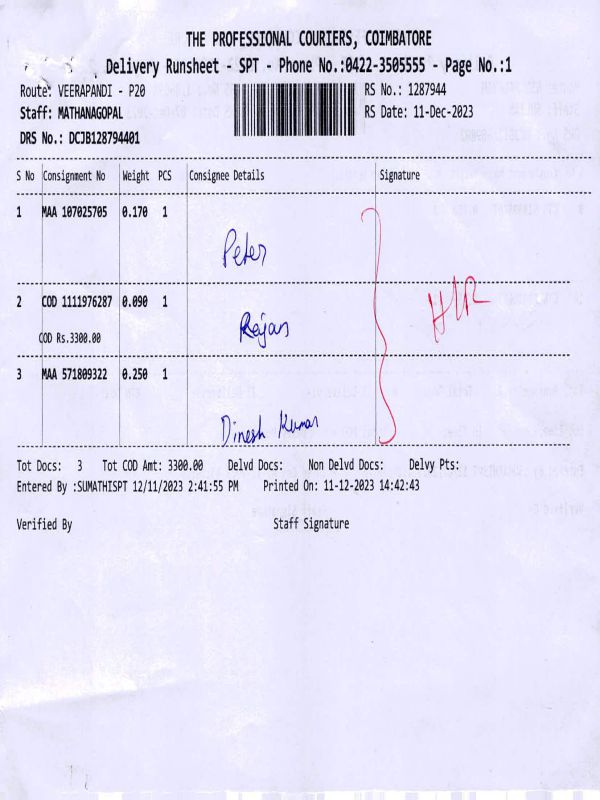 THE PROFESSIONAL COURIERS, COIMBATORE
Delivery Runsheet - SPT - Phone No.:0422-3505555 - Page No.:1
Route: VEERAPANDI - P20 RS No.: 1287944
Staff: MATHANAGOPAL RS Date: 11-Dec-2023
DRS No.: DCJB128794401
S No Consignment No Weight PCS Consignee Details Signature
1 MAA 107025705 0.170 1
Peter
2 COD 1111976287 0.090 1
Rajan
COD Rs.3300.00
3 MAA 571809322 0.250 1
Dinesh Kumar
Tot Docs: 3 Tot COD Amt: 3300.00 Delvd Docs: Non Delvd Docs: Delvy Pts:
Entered By :SUMATHISPT 12/11/2023 2:41:55 PM Printed On: 11-12-2023 14:42:43
Verified By Staff Signature